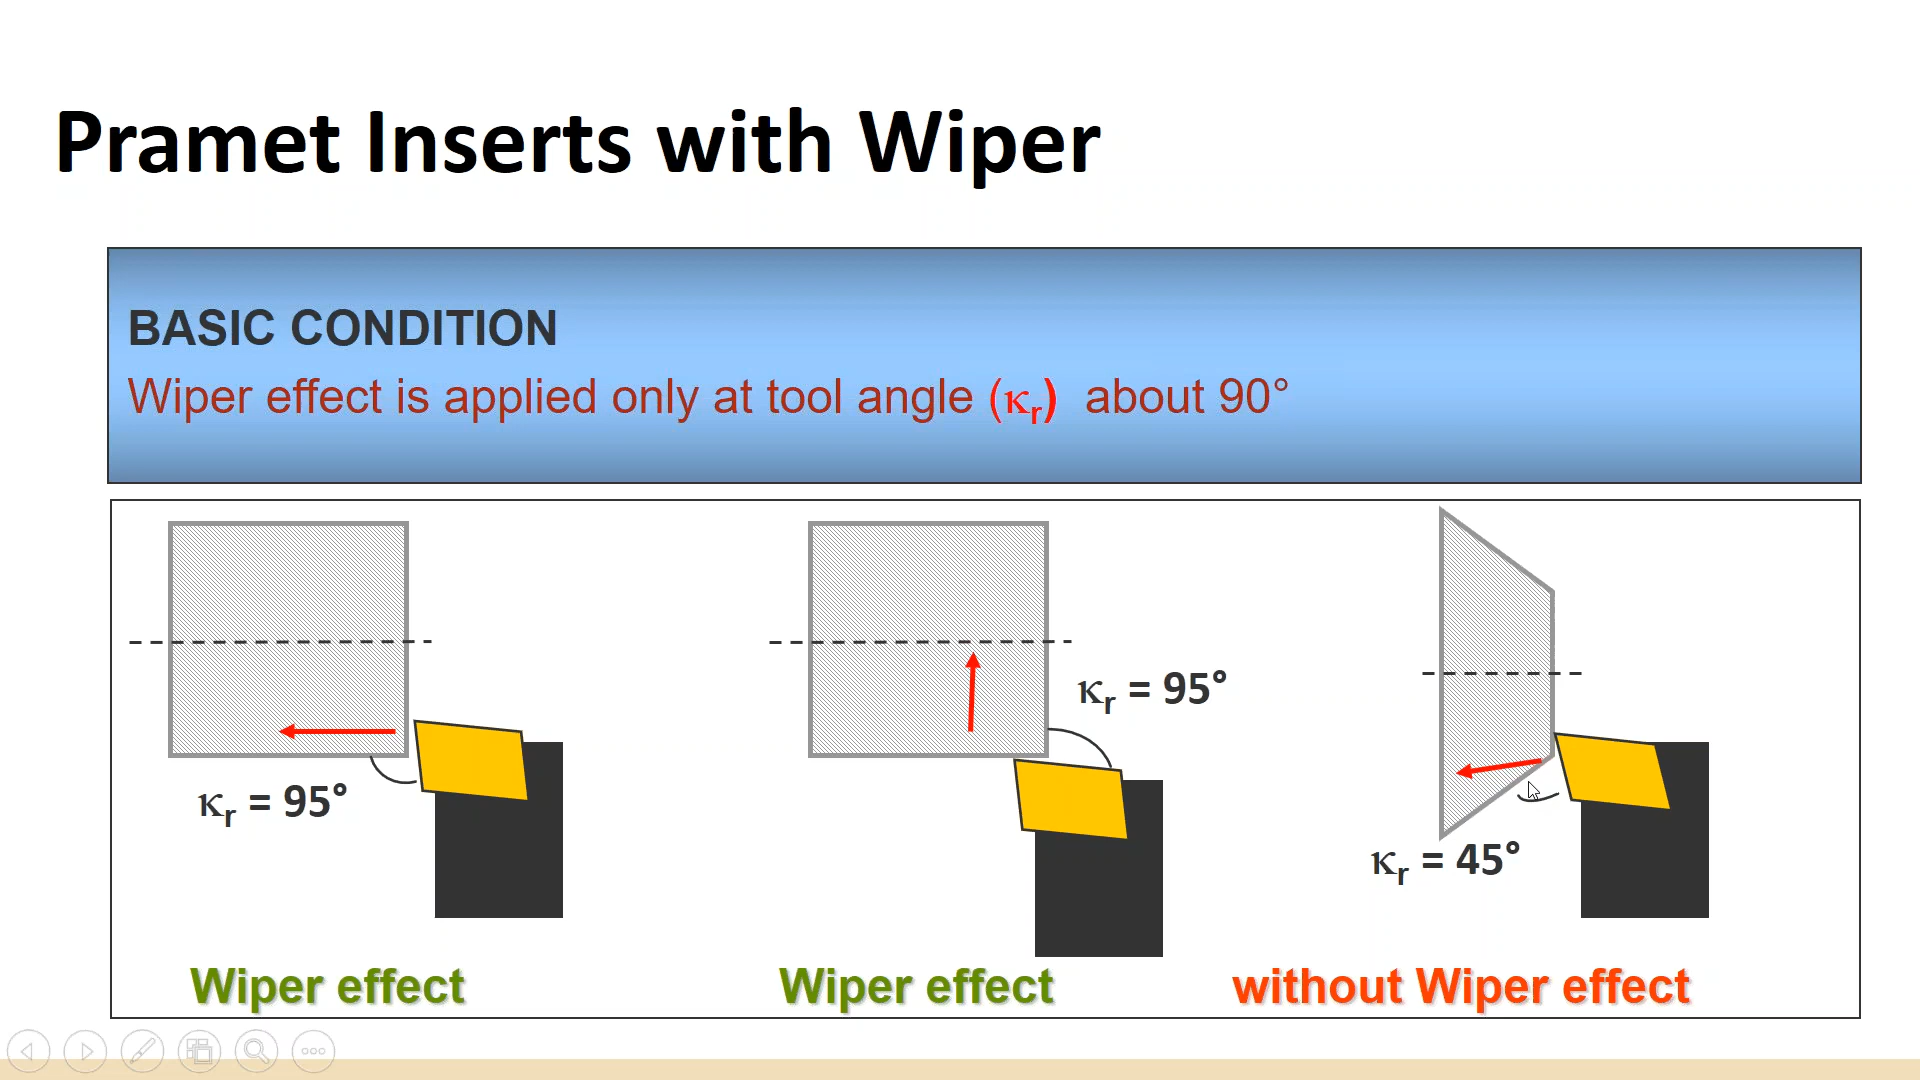 Pramet Inserts with Wiper
BASIC CONDITION
Wiper effect is applied only at tool angle (κr) about 90°
κr = 95°
κr = 95°
κr = 45°
Wiper effect
Wiper effect
without Wiper effect